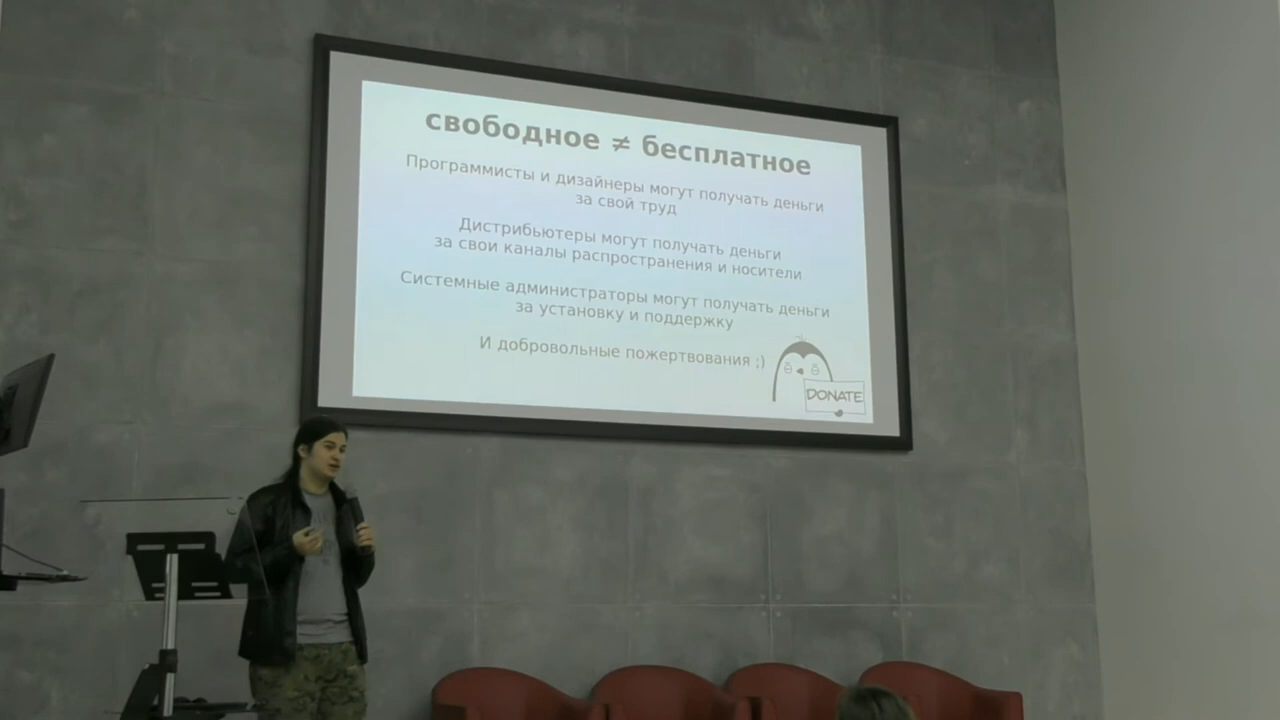 свободное ≠ бесплатное
Программисты и дизайнеры могут получать деньги
за свой труд
Дистрибьютеры могут получать деньги
за свои каналы распространения и носители
Системные администраторы могут получать деньги
за установку и поддержку
И добровольные пожертвования ;)
DONATE